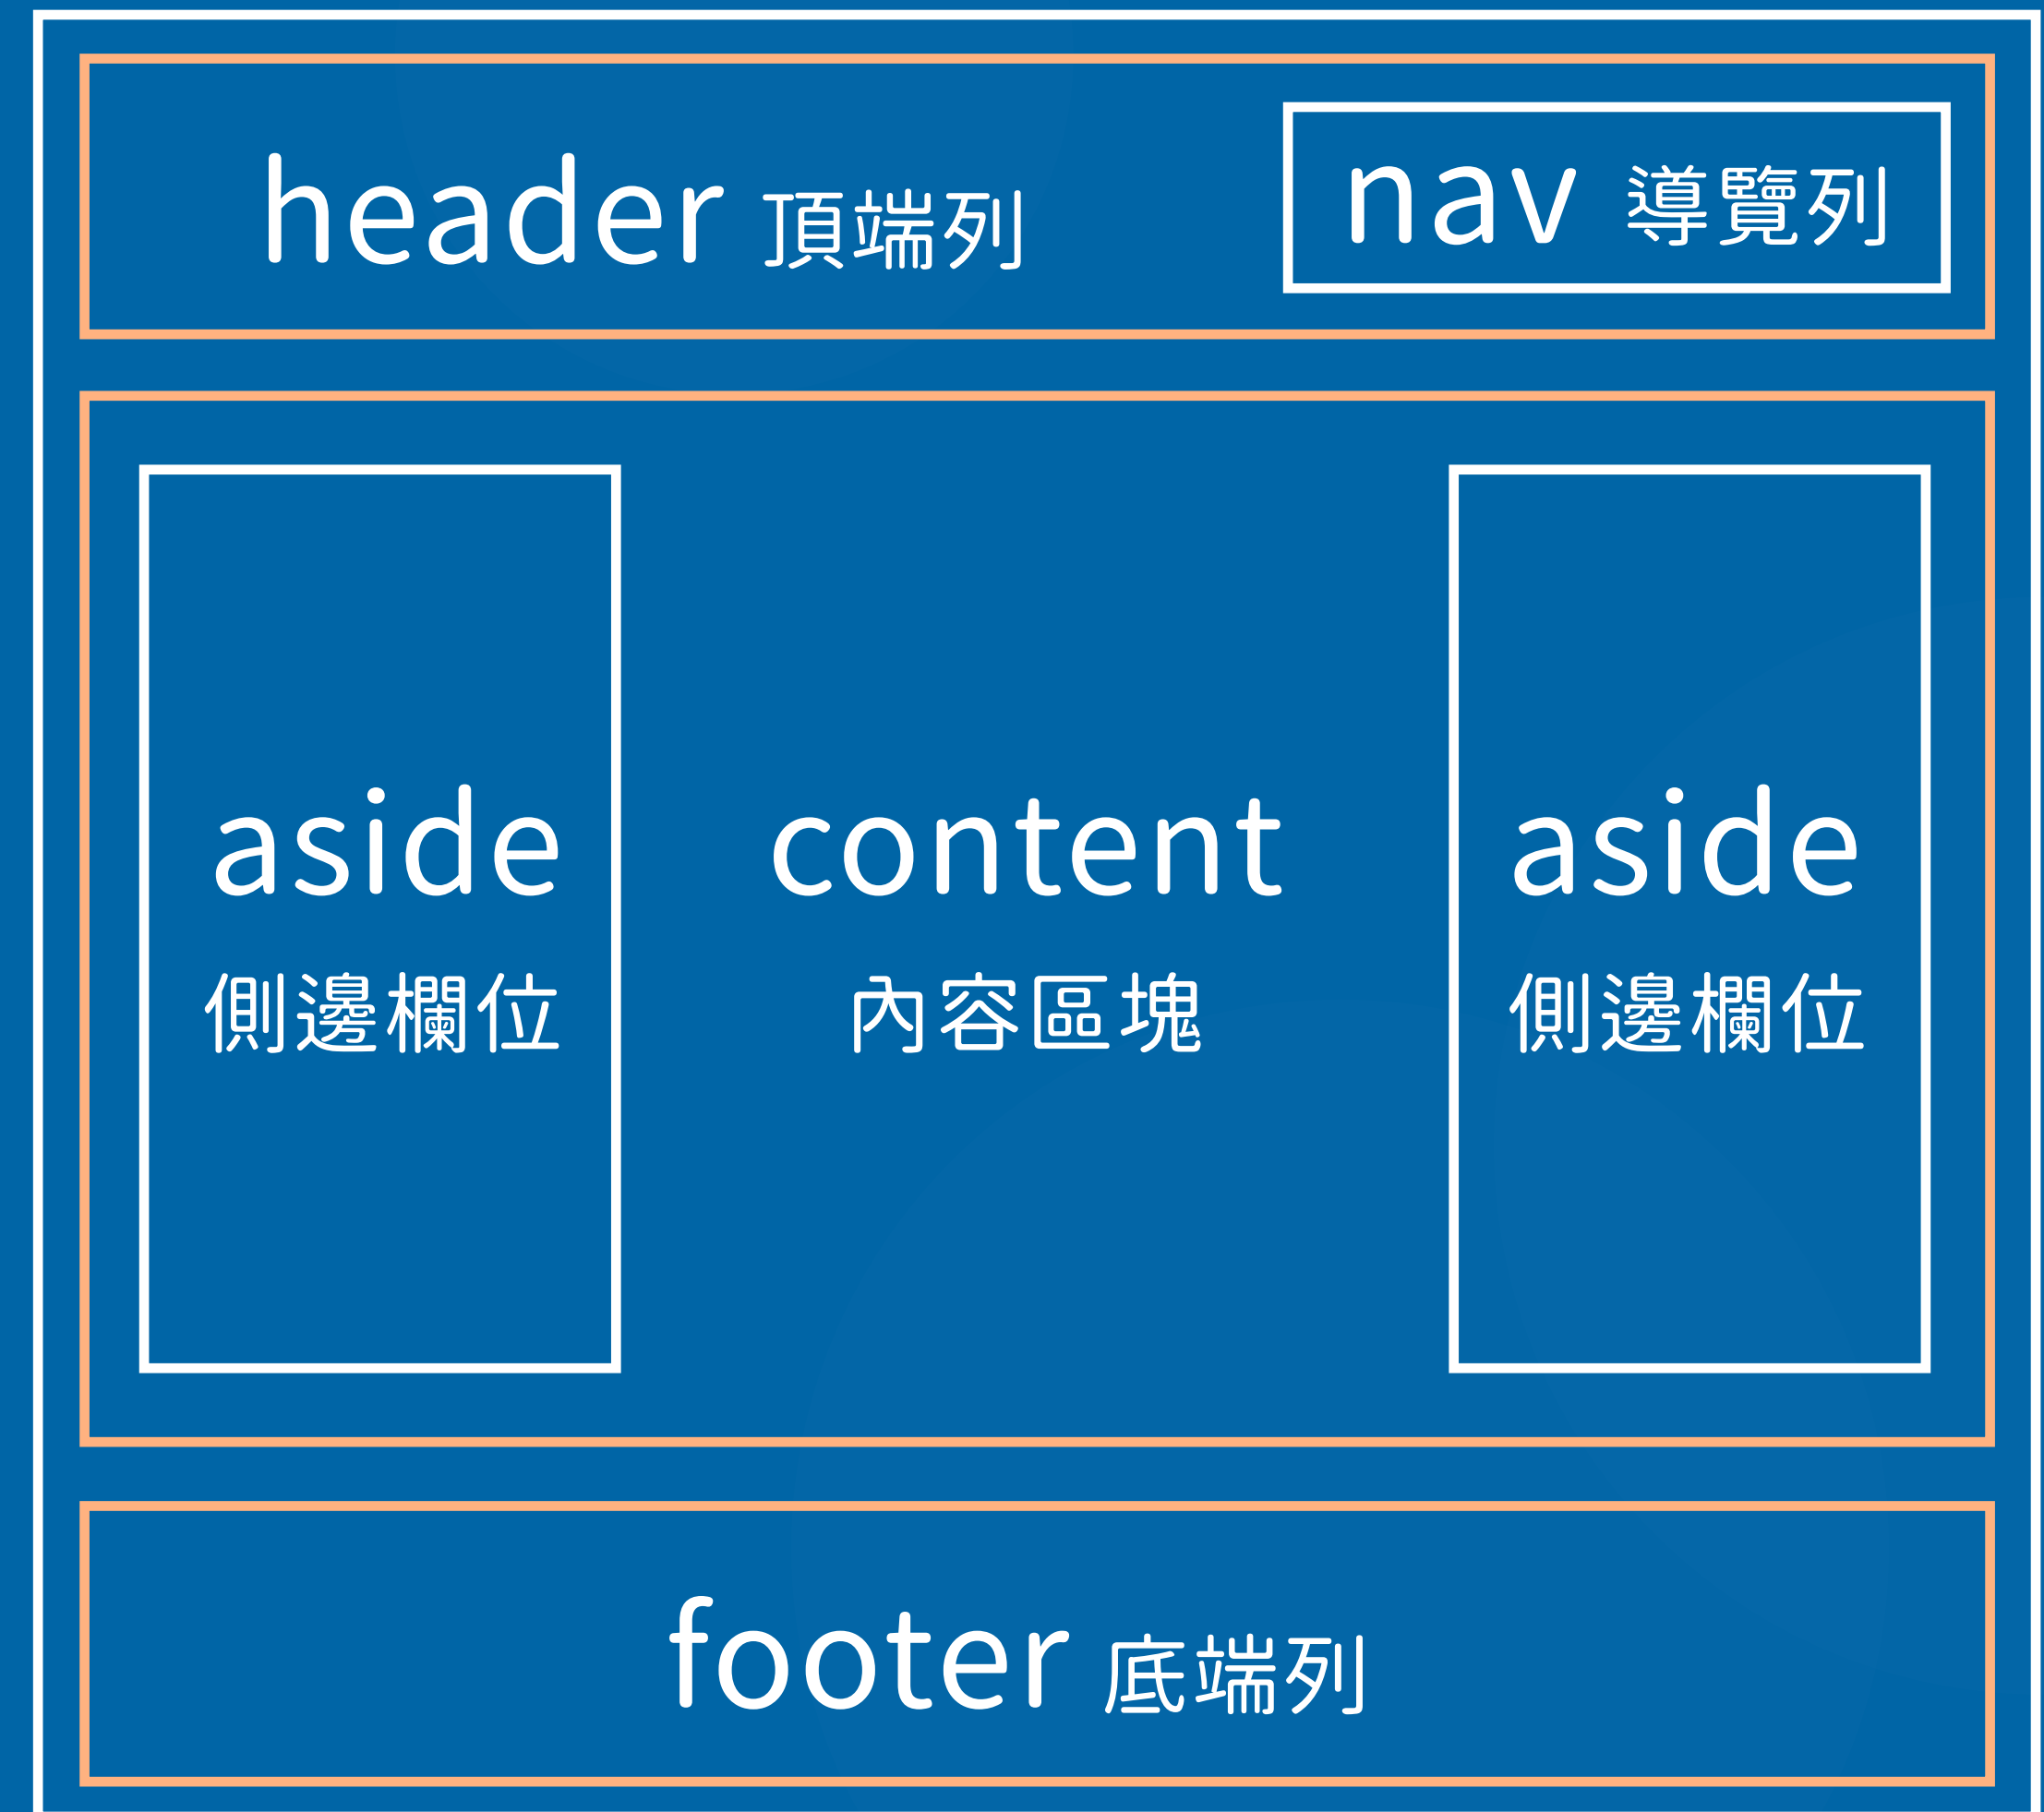 header 頂端列
nav 導覽列
aside
側邊欄位
content
內容區塊
aside
側邊欄位
footer 底端列